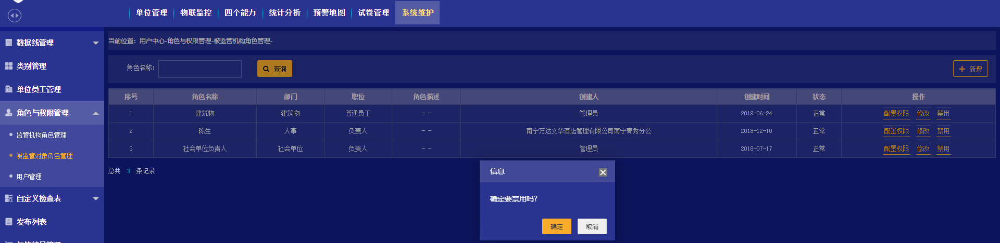 单位管理 物联监控 四个能力 统计分析 预警地图 试卷管理 系统维护
数据线管理
类别管理
单位员工管理
角色与权限管理
监管机构角色管理
被监管对象角色管理
用户管理
自定义检查表
发布列表
当前位置：用户中心-角色与权限管理-被监管机构角色管理-
角色名称： 查询 新增
序号 角色名称 部门 职位 角色描述 创建人 创建时间 状态 操作
1 建筑物 建筑物 普通员工 -- 管理员 2019-06-24 正常 配置权限 修改 禁用
2 陈生 人事 负责人 -- 南宁万达文华酒店管理有限公司南宁青秀分公 2018-12-10 正常 配置权限 修改 禁用
3 社会单位负责人 社会单位 负责人 -- 管理员 2018-07-17 正常 配置权限 修改 禁用
总共 3 条记录
信息
确定要禁用吗？
确定 取消